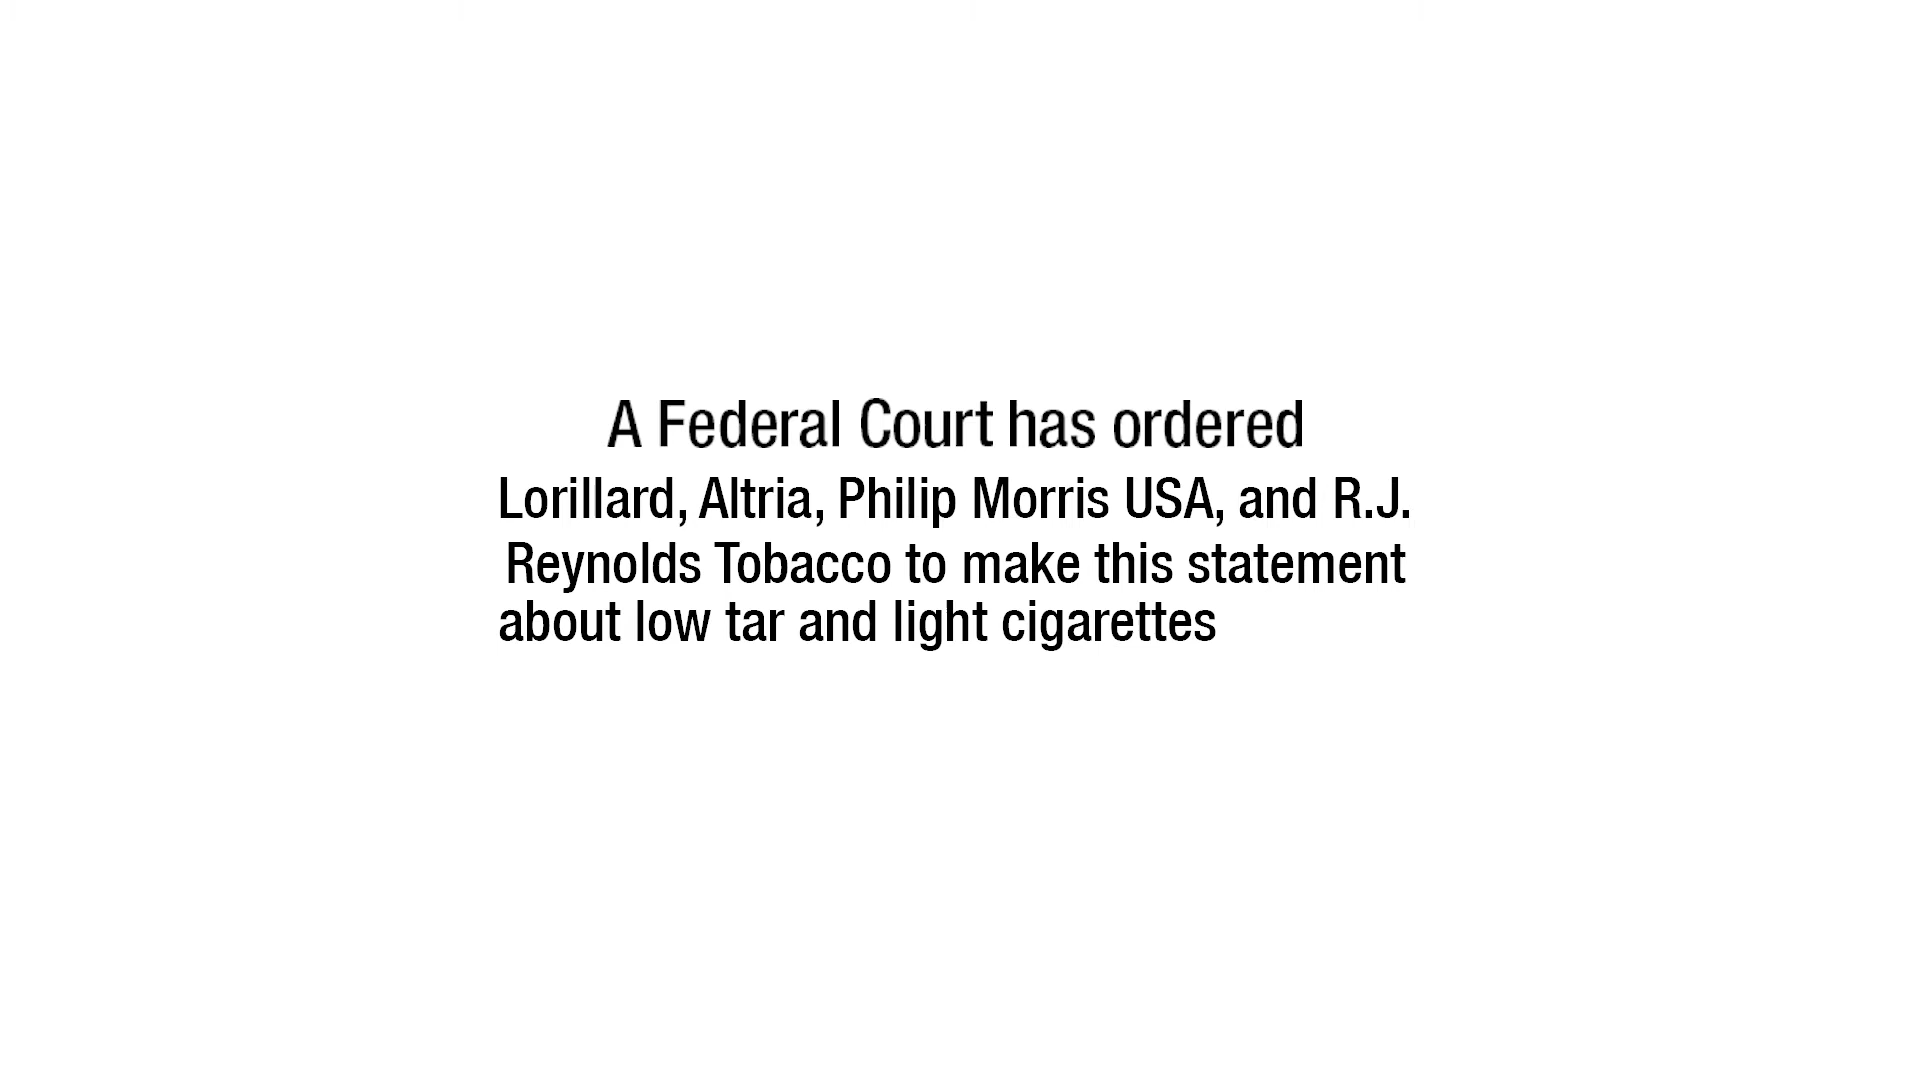 A Federal Court has ordered
Lorillard, Altria, Philip Morris USA, and R.J.
Reynolds Tobacco to make this statement
about low tar and light cigarettes